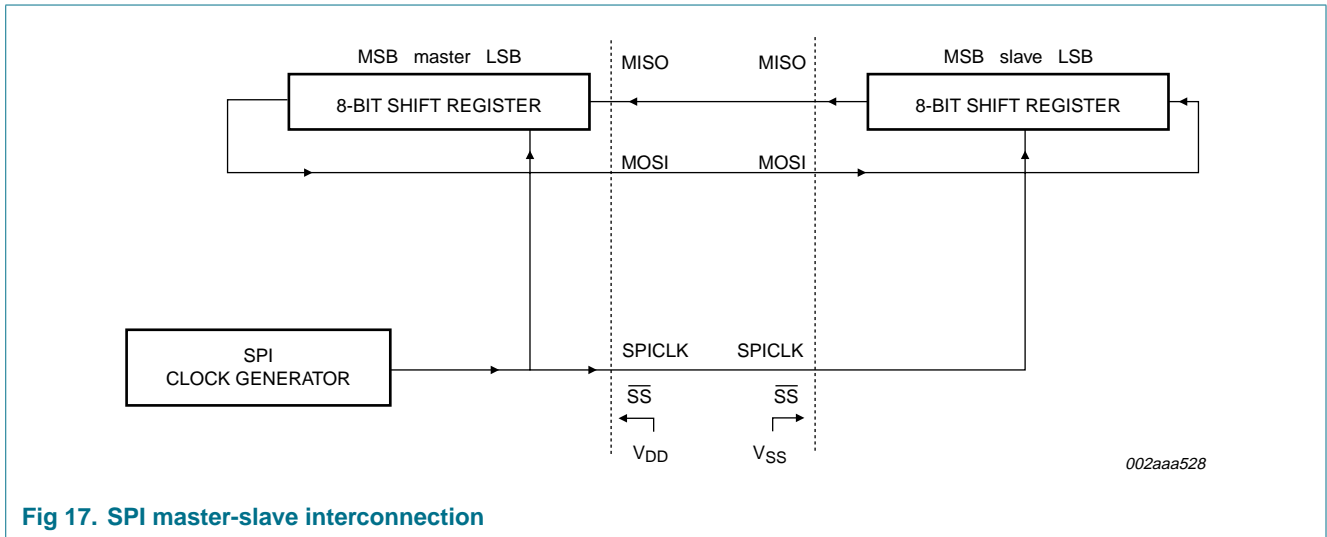 MSB master LSB
8-BIT SHIFT REGISTER
MISO
MISO
MSB slave LSB
8-BIT SHIFT REGISTER
MOSI
MOSI
SPI
CLOCK GENERATOR
SPICLK
SPICLK
SS
SS
VDD
VSS
002aaa528
Fig 17. SPI master-slave interconnection